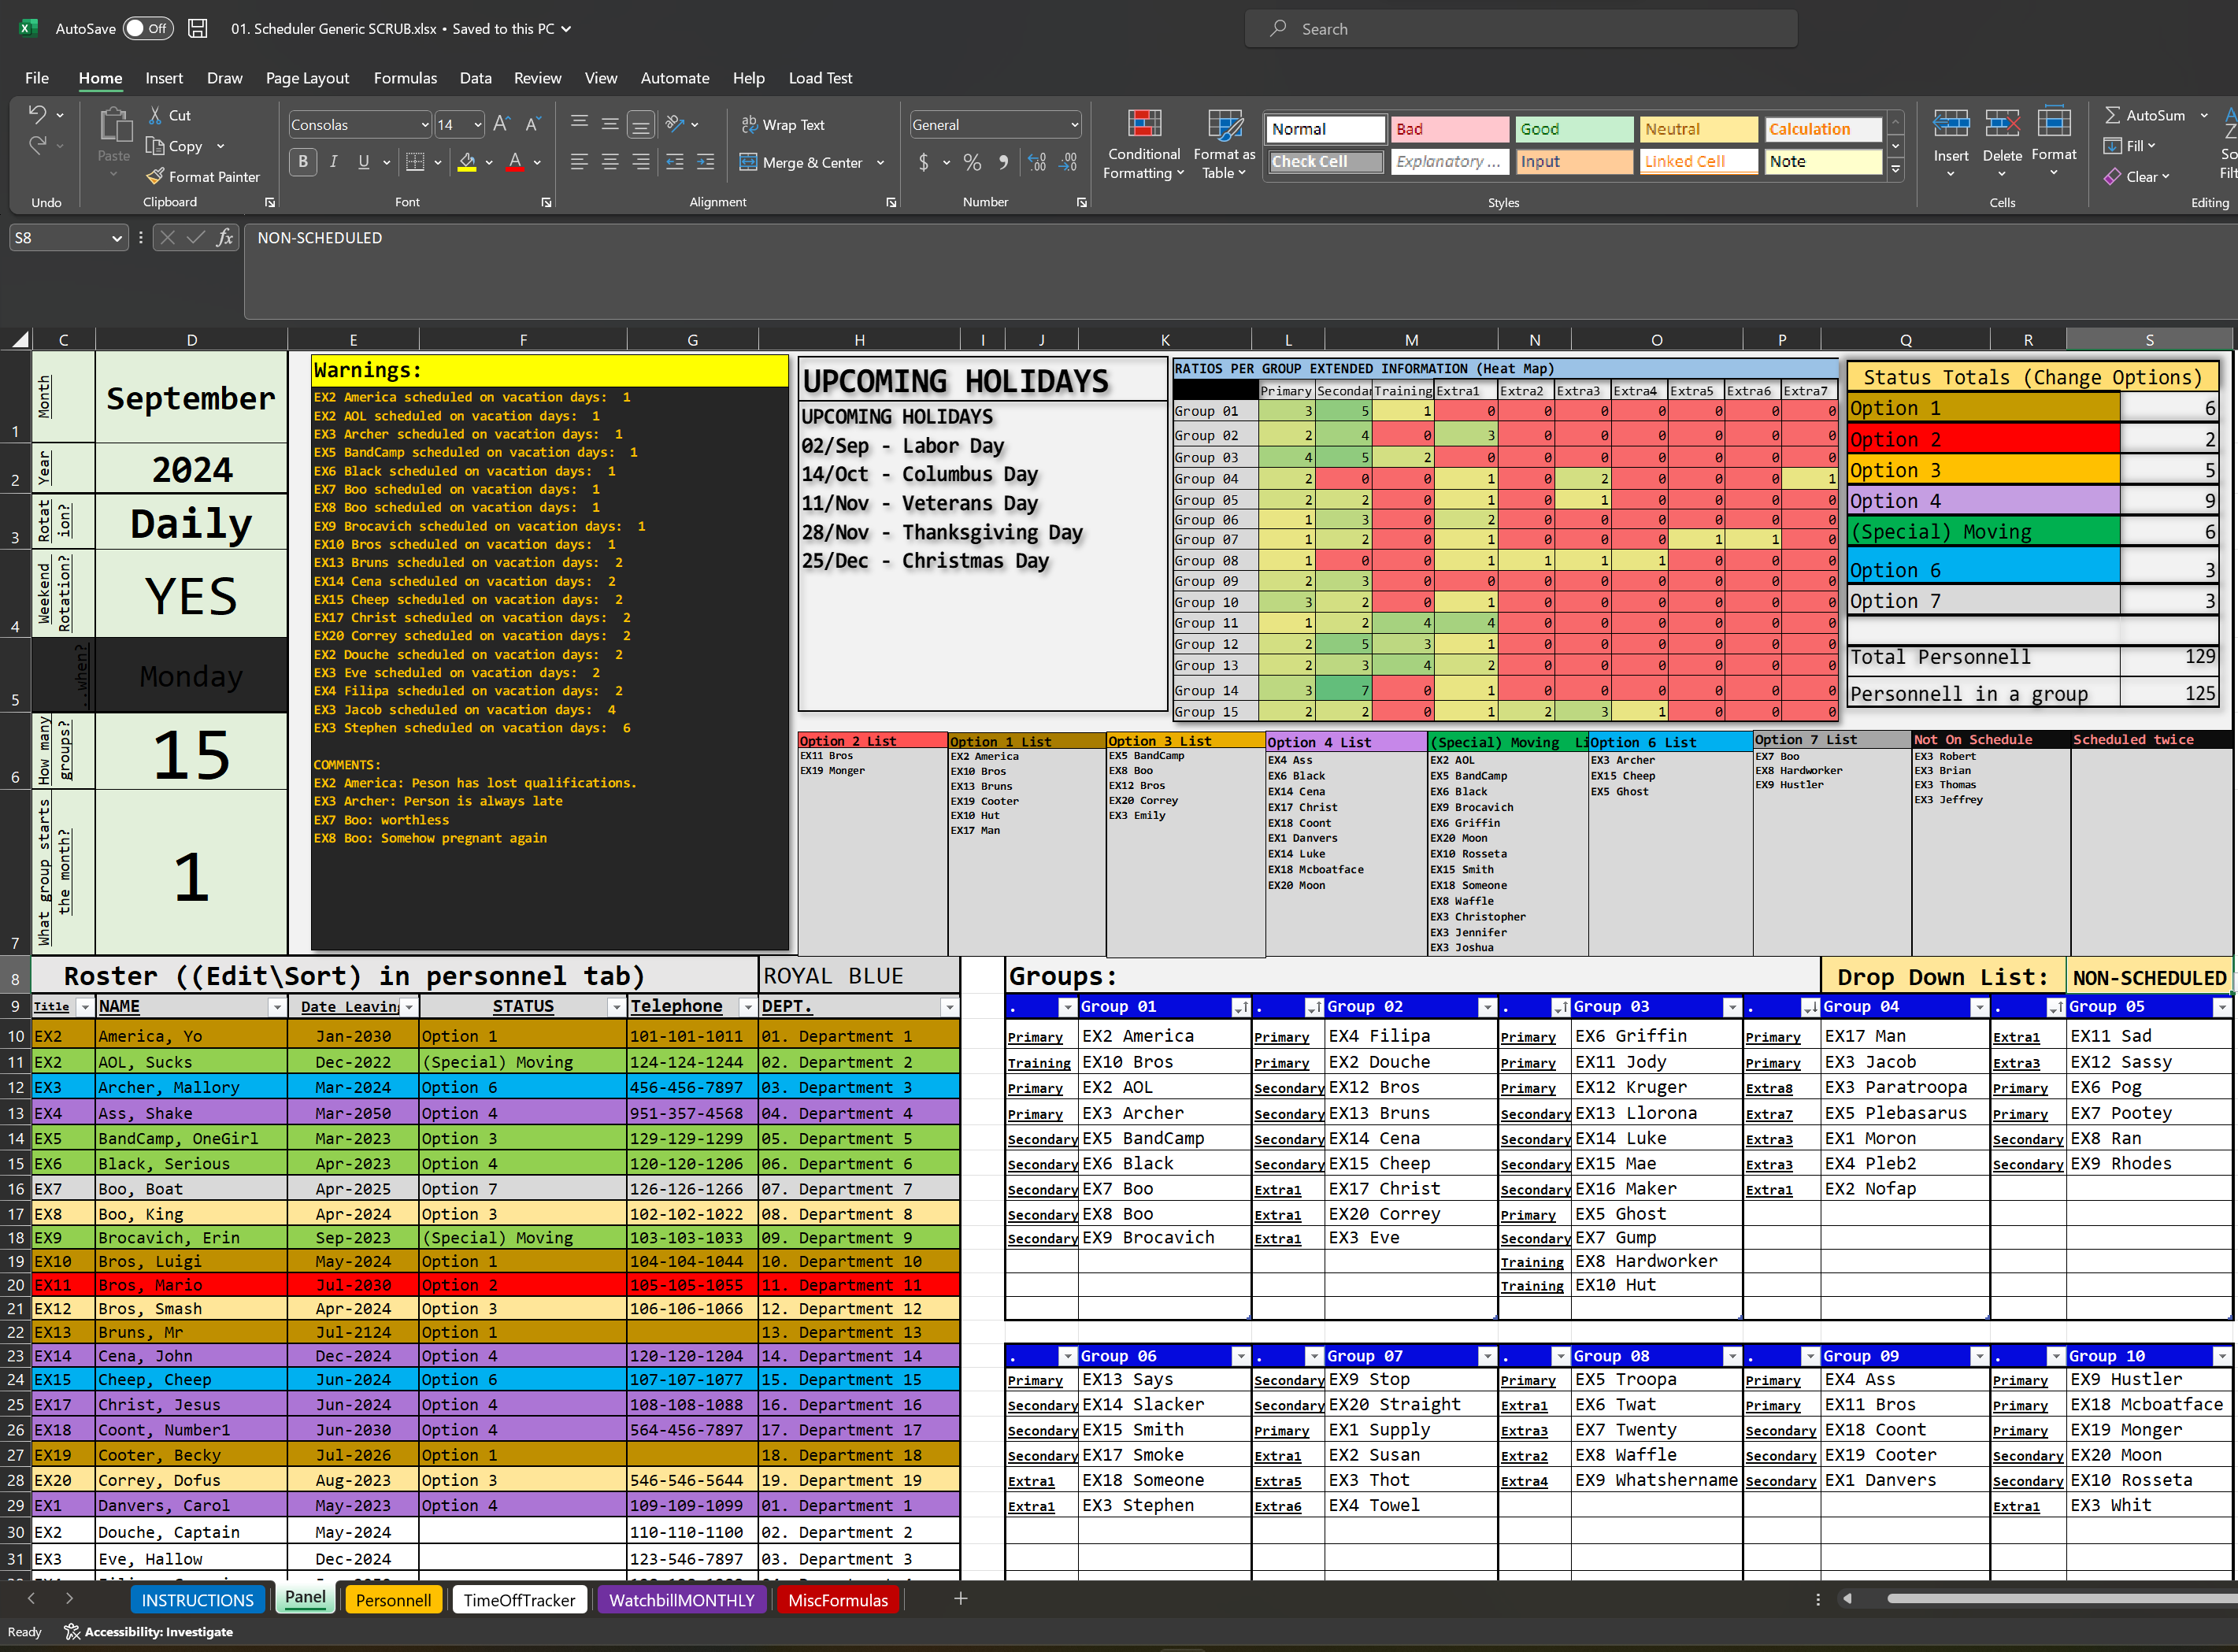 AutoSave Off 01. Scheduler Generic SCRUB.xlsx • Saved to this PC Search
File Home Insert Draw Page Layout Formulas Data Review View Automate Help Load Test
Cut
Copy
Format Painter
Paste
Undo
Clipboard
Consolas 14
B I U
Font
Wrap Text
Merge & Center
Alignment
General
$ %
Number
Conditional Formatting
Format as Table
Normal Bad Good Neutral Calculation
Check Cell Explanatory ... Input Linked Cell Note
Styles
Insert Delete Format
Cells
AutoSum
Fill
Clear
Editing
S8 fx NON-SCHEDULED
C D E F G H I J K L M N O P Q R S
1 Month September
2 Year 2024
3 Rotation? Daily
4 Weekend Rotation? YES
5 ..when? Monday
6 How many groups? 15
7 What group starts the month? 1
Warnings:
EX2 America scheduled on vacation days: 1
EX2 AOL scheduled on vacation days: 1
EX3 Archer scheduled on vacation days: 1
EX5 BandCamp scheduled on vacation days: 1
EX6 Black scheduled on vacation days: 1
EX7 Boo scheduled on vacation days: 1
EX8 Boo scheduled on vacation days: 1
EX9 Brocavich scheduled on vacation days: 1
EX10 Bros scheduled on vacation days: 1
EX13 Bruns scheduled on vacation days: 2
EX14 Cena scheduled on vacation days: 2
EX15 Cheep scheduled on vacation days: 2
EX17 Christ scheduled on vacation days: 2
EX20 Correy scheduled on vacation days: 2
EX2 Douche scheduled on vacation days: 2
EX3 Eve scheduled on vacation days: 2
EX4 Filipa scheduled on vacation days: 2
EX3 Jacob scheduled on vacation days: 4
EX3 Stephen scheduled on vacation days: 6
COMMENTS:
EX2 America: Peson has lost qualifications.
EX3 Archer: Person is always late
EX7 Boo: worthless
EX8 Boo: Somehow pregnant again
UPCOMING HOLIDAYS
UPCOMING HOLIDAYS
02/Sep - Labor Day
14/Oct - Columbus Day
11/Nov - Veterans Day
28/Nov - Thanksgiving Day
25/Dec - Christmas Day
RATIOS PER GROUP EXTENDED INFORMATION (Heat Map)
Primary Secondar Training Extra1 Extra2 Extra3 Extra4 Extra5 Extra6 Extra7
Group 01 3 5 1 0 0 0 0 0 0 0
Group 02 2 4 0 3 0 0 0 0 0 0
Group 03 4 5 2 0 0 0 0 0 0 0
Group 04 2 0 0 1 0 2 0 0 0 1
Group 05 2 2 0 1 0 1 0 0 0 0
Group 06 1 3 0 2 0 0 0 0 0 0
Group 07 1 2 0 1 0 0 0 1 1 0
Group 08 1 0 0 1 1 1 1 0 0 0
Group 09 2 3 0 0 0 0 0 0 0 0
Group 10 3 2 0 1 0 0 0 0 0 0
Group 11 1 2 4 4 0 0 0 0 0 0
Group 12 2 5 3 1 0 0 0 0 0 0
Group 13 2 3 4 2 0 0 0 0 0 0
Group 14 3 7 0 1 0 0 0 0 0 0
Group 15 2 2 0 1 2 3 1 0 0 0
Status Totals (Change Options)
Option 1 6
Option 2 2
Option 3 5
Option 4 9
(Special) Moving 6
Option 6 3
Option 7 3
Total Personnell 129
Personnell in a group 125
Option 2 List
EX11 Bros
EX19 Monger
Option 1 List
EX2 America
EX10 Bros
EX13 Bruns
EX19 Cooter
EX10 Hut
EX17 Man
Option 3 List
EX5 BandCamp
EX8 Boo
EX12 Bros
EX20 Correy
EX3 Emily
Option 4 List
EX4 Ass
EX6 Black
EX14 Cena
EX17 Christ
EX18 Coont
EX1 Danvers
EX14 Luke
EX18 Mcboatface
EX20 Moon
(Special) Moving Li
EX2 AOL
EX5 BandCamp
EX6 Black
EX9 Brocavich
EX6 Griffin
EX20 Moon
EX10 Rosseta
EX15 Smith
EX18 Someone
EX8 Waffle
EX3 Christopher
EX3 Jennifer
EX3 Joshua
Option 6 List
EX3 Archer
EX15 Cheep
EX5 Ghost
Option 7 List
EX7 Boo
EX8 Hardworker
EX9 Hustler
Not On Schedule
EX3 Robert
EX3 Brian
EX3 Thomas
EX3 Jeffrey
Scheduled twice
8 Roster ((Edit\Sort) in personnel tab) ROYAL BLUE
9 Title NAME Date Leaving STATUS Telephone DEPT.
10 EX2 America, Yo Jan-2030 Option 1 101-101-1011 01. Department 1
11 EX2 AOL, Sucks Dec-2022 (Special) Moving 124-124-1244 02. Department 2
12 EX3 Archer, Mallory Mar-2024 Option 6 456-456-7897 03. Department 3
13 EX4 Ass, Shake Mar-2050 Option 4 951-357-4568 04. Department 4
14 EX5 BandCamp, OneGirl Mar-2023 Option 3 129-129-1299 05. Department 5
15 EX6 Black, Serious Apr-2023 Option 4 120-120-1206 06. Department 6
16 EX7 Boo, Boat Apr-2025 Option 7 126-126-1266 07. Department 7
17 EX8 Boo, King Apr-2024 Option 3 102-102-1022 08. Department 8
18 EX9 Brocavich, Erin Sep-2023 (Special) Moving 103-103-1033 09. Department 9
19 EX10 Bros, Luigi May-2024 Option 1 104-104-1044 10. Department 10
20 EX11 Bros, Mario Jul-2030 Option 2 105-105-1055 11. Department 11
21 EX12 Bros, Smash Apr-2024 Option 3 106-106-1066 12. Department 12
22 EX13 Bruns, Mr Jul-2124 Option 1 13. Department 13
23 EX14 Cena, John Dec-2024 Option 4 120-120-1204 14. Department 14
24 EX15 Cheep, Cheep Jun-2024 Option 6 107-107-1077 15. Department 15
25 EX17 Christ, Jesus Jun-2024 Option 4 108-108-1088 16. Department 16
26 EX18 Coont, Number1 Jun-2030 Option 4 564-456-7897 17. Department 17
27 EX19 Cooter, Becky Jul-2026 Option 1 18. Department 18
28 EX20 Correy, Dofus Aug-2023 Option 3 546-546-5644 19. Department 19
29 EX1 Danvers, Carol May-2023 Option 4 109-109-1099 01. Department 1
30 EX2 Douche, Captain May-2024 110-110-1100 02. Department 2
31 EX3 Eve, Hallow Dec-2024 123-546-7897 03. Department 3
Groups: Drop Down List: NON-SCHEDULED
. Group 01 . Group 02 . Group 03 . Group 04 . Group 05
Primary EX2 America Primary EX4 Filipa Primary EX6 Griffin Primary EX17 Man Extra1 EX11 Sad
Training EX10 Bros Primary EX2 Douche Primary EX11 Jody Primary EX3 Jacob Extra3 EX12 Sassy
Primary EX2 AOL Secondary EX12 Bros Primary EX12 Kruger Extra8 EX3 Paratroopa Primary EX6 Pog
Primary EX3 Archer Secondary EX13 Bruns Secondary EX13 Llorona Extra7 EX5 Plebasarus Primary EX7 Pootey
Secondary EX5 BandCamp Secondary EX14 Cena Secondary EX14 Luke Extra3 EX1 Moron Secondary EX8 Ran
Secondary EX6 Black Secondary EX15 Cheep Secondary EX15 Mae Extra3 EX4 Pleb2 Secondary EX9 Rhodes
Secondary EX7 Boo Extra1 EX17 Christ Secondary EX16 Maker Extra1 EX2 Nofap
Secondary EX8 Boo Extra1 EX20 Correy Primary EX5 Ghost
Secondary EX9 Brocavich Extra1 EX3 Eve Secondary EX7 Gump
Training EX8 Hardworker
Training EX10 Hut
. Group 06 . Group 07 . Group 08 . Group 09 . Group 10
Primary EX13 Says Secondary EX9 Stop Primary EX5 Troopa Primary EX4 Ass Primary EX9 Hustler
Secondary EX14 Slacker Secondary EX20 Straight Extra1 EX6 Twat Primary EX11 Bros Primary EX18 Mcboatface
Secondary EX15 Smith Primary EX1 Supply Extra3 EX7 Twenty Secondary EX18 Coont Primary EX19 Monger
Secondary EX17 Smoke Extra1 EX2 Susan Extra2 EX8 Waffle Secondary EX19 Cooter Secondary EX20 Moon
Extra1 EX18 Someone Extra5 EX3 Thot Extra4 EX9 Whatshername Secondary EX1 Danvers Secondary EX10 Rosseta
Extra1 EX3 Stephen Extra6 EX4 Towel Extra1 EX3 Whit
INSTRUCTIONS Panel Personnell TimeOffTracker WatchbillMONTHLY MiscFormulas
Ready Accessibility: Investigate